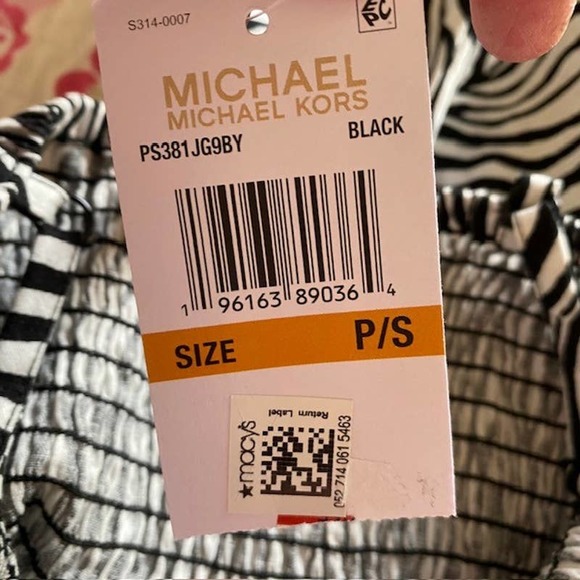 S314-0007
EPC
MICHAEL
MICHAEL KORS
PS381JG9BY BLACK
1 96163 89036 4
SIZE P/S
Return Label
★macy's
052 714 061 5463